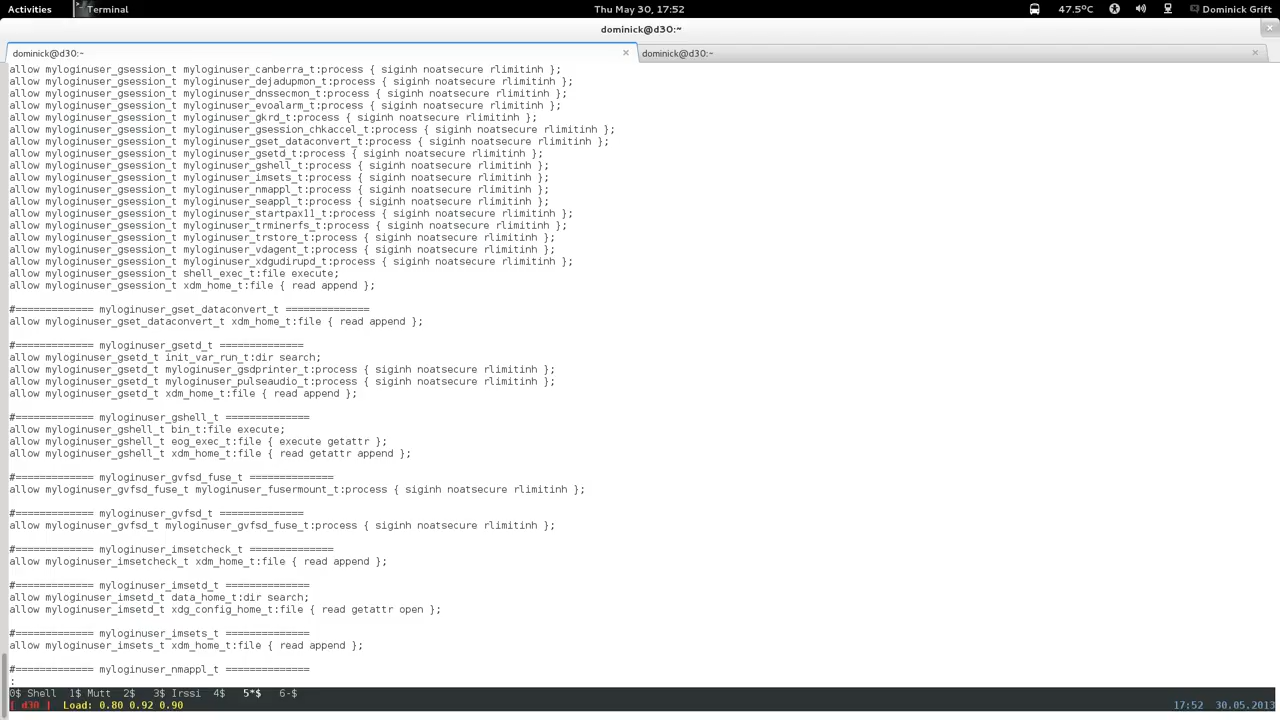 Activities Terminal Thu May 30, 17:52 47.5°C Dominick Grift
dominick@d30:~
dominick@d30:~ dominick@d30:~
allow myloginuser_gsession_t myloginuser_canberra_t:process { siginh noatsecure rlimitinh };
allow myloginuser_gsession_t myloginuser_dejadupmon_t:process { siginh noatsecure rlimitinh };
allow myloginuser_gsession_t myloginuser_dnssecmon_t:process { siginh noatsecure rlimitinh };
allow myloginuser_gsession_t myloginuser_evoalarm_t:process { siginh noatsecure rlimitinh };
allow myloginuser_gsession_t myloginuser_gkrd_t:process { siginh noatsecure rlimitinh };
allow myloginuser_gsession_t myloginuser_gsession_chkaccel_t:process { siginh noatsecure rlimitinh };
allow myloginuser_gsession_t myloginuser_gset_dataconvert_t:process { siginh noatsecure rlimitinh };
allow myloginuser_gsession_t myloginuser_gsetd_t:process { siginh noatsecure rlimitinh };
allow myloginuser_gsession_t myloginuser_gshell_t:process { siginh noatsecure rlimitinh };
allow myloginuser_gsession_t myloginuser_imsets_t:process { siginh noatsecure rlimitinh };
allow myloginuser_gsession_t myloginuser_nmappl_t:process { siginh noatsecure rlimitinh };
allow myloginuser_gsession_t myloginuser_seappl_t:process { siginh noatsecure rlimitinh };
allow myloginuser_gsession_t myloginuser_startpax11_t:process { siginh noatsecure rlimitinh };
allow myloginuser_gsession_t myloginuser_trminerfs_t:process { siginh noatsecure rlimitinh };
allow myloginuser_gsession_t myloginuser_trstore_t:process { siginh noatsecure rlimitinh };
allow myloginuser_gsession_t myloginuser_vdagent_t:process { siginh noatsecure rlimitinh };
allow myloginuser_gsession_t myloginuser_xdgudirupd_t:process { siginh noatsecure rlimitinh };
allow myloginuser_gsession_t shell_exec_t:file execute;
allow myloginuser_gsession_t xdm_home_t:file { read append };
#============= myloginuser_gset_dataconvert_t ==============
allow myloginuser_gset_dataconvert_t xdm_home_t:file { read append };
#============= myloginuser_gsetd_t ==============
allow myloginuser_gsetd_t init_var_run_t:dir search;
allow myloginuser_gsetd_t myloginuser_gsdprinter_t:process { siginh noatsecure rlimitinh };
allow myloginuser_gsetd_t myloginuser_pulseaudio_t:process { siginh noatsecure rlimitinh };
allow myloginuser_gsetd_t xdm_home_t:file { read append };
#============= myloginuser_gshell_t ==============
allow myloginuser_gshell_t bin_t:file execute;
allow myloginuser_gshell_t eog_exec_t:file { execute getattr };
allow myloginuser_gshell_t xdm_home_t:file { read getattr append };
#============= myloginuser_gvfsd_fuse_t ==============
allow myloginuser_gvfsd_fuse_t myloginuser_fusermount_t:process { siginh noatsecure rlimitinh };
#============= myloginuser_gvfsd_t ==============
allow myloginuser_gvfsd_t myloginuser_gvfsd_fuse_t:process { siginh noatsecure rlimitinh };
#============= myloginuser_imsetcheck_t ==============
allow myloginuser_imsetcheck_t xdm_home_t:file { read append };
#============= myloginuser_imsetd_t ==============
allow myloginuser_imsetd_t data_home_t:dir search;
allow myloginuser_imsetd_t xdg_config_home_t:file { read getattr open };
#============= myloginuser_imsets_t ==============
allow myloginuser_imsets_t xdm_home_t:file { read append };
#============= myloginuser_nmappl_t ==============
:
0$ Shell 1$ Mutt 2$ 3$ Irssi 4$ 5*$ 6-$
[ d30 ] Load: 0.80 0.92 0.90 17:52 30.05.2013